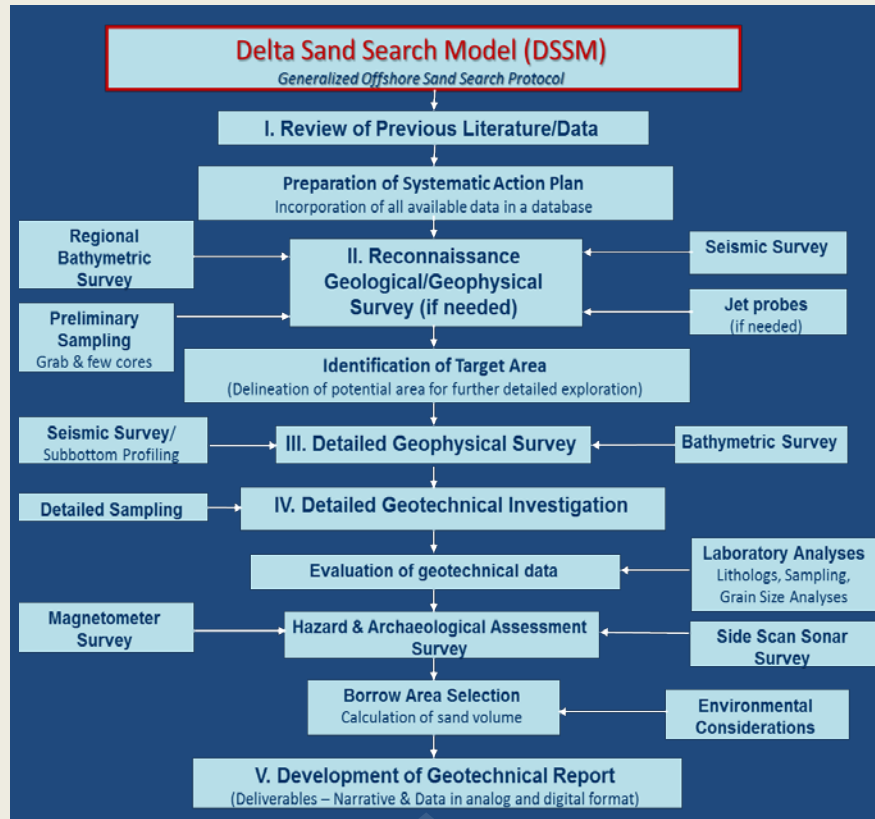 Delta Sand Search Model (DSSM)
Generalized Offshore Sand Search Protocol
I. Review of Previous Literature/Data
Preparation of Systematic Action Plan
Incorporation of all available data in a database
Regional
Bathymetric
Survey
II. Reconnaissance
Geological/Geophysical
Survey (if needed)
Seismic Survey
Preliminary
Sampling
Grab & few cores
Jet probes
(if needed)
Identification of Target Area
(Delineation of potential area for further detailed exploration)
Seismic Survey/
Subbottom Profiling
III. Detailed Geophysical Survey
Bathymetric Survey
Detailed Sampling
IV. Detailed Geotechnical Investigation
Evaluation of geotechnical data
Laboratory Analyses
Lithologs, Sampling,
Grain Size Analyses
Magnetometer
Survey
Hazard & Archaeological Assessment
Survey
Side Scan Sonar
Survey
Borrow Area Selection
Calculation of sand volume
Environmental
Considerations
V. Development of Geotechnical Report
(Deliverables – Narrative & Data in analog and digital format)